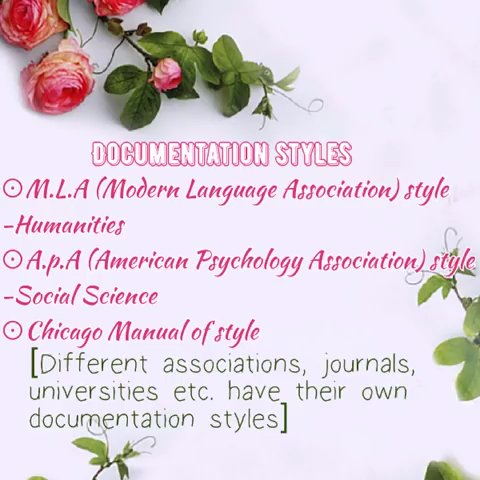 DOCUMENTATION STYLES
⊙ M.L.A (Modern Language Association) style
-Humanities
⊙ A.p.A (American Psychology Association) style
-Social Science
⊙ Chicago Manual of style
[Different associations, journals,
universities etc. have their own
documentation styles]